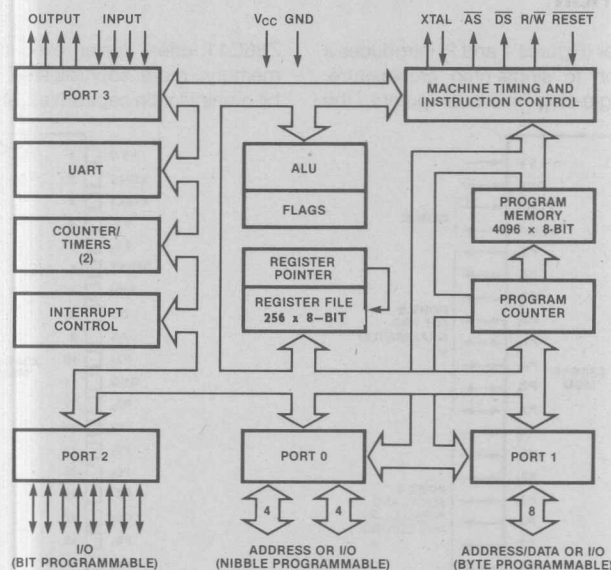 OUTPUT INPUT VCC GND XTAL AS DS R/W RESET
PORT 3
MACHINE TIMING AND
INSTRUCTION CONTROL
UART
ALU
FLAGS
PROGRAM
MEMORY
4096 × 8-BIT
COUNTER/
TIMERS
(2)
REGISTER
POINTER
REGISTER FILE
256 x 8-BIT
PROGRAM
COUNTER
INTERRUPT
CONTROL
PORT 2
PORT 0
PORT 1
4 4 8
I/O
(BIT PROGRAMMABLE)
ADDRESS OR I/O
(NIBBLE PROGRAMMABLE)
ADDRESS/DATA OR I/O
(BYTE PROGRAMMABLE)